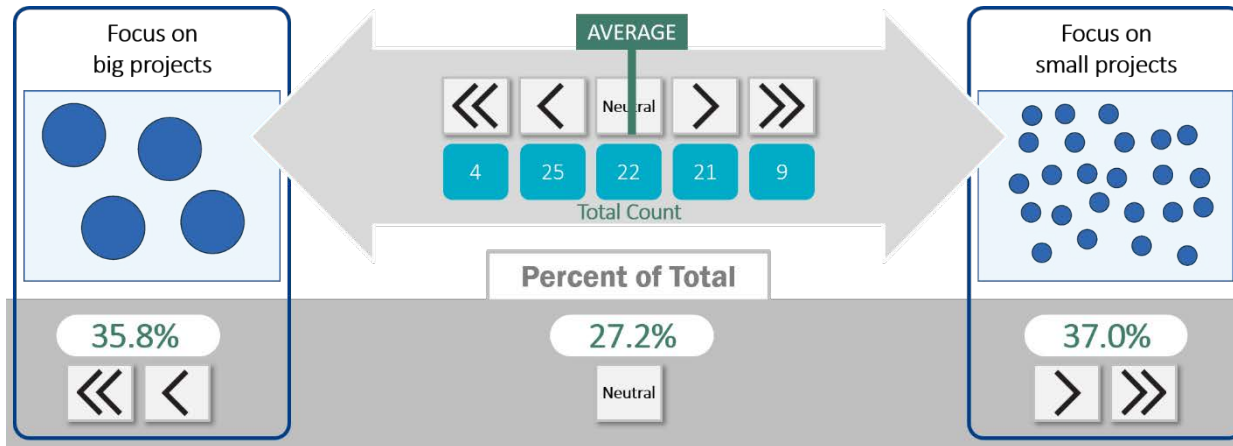 Focus on
big projects
AVERAGE
Focus on
small projects
Neutral
4 25 22 21 9
Total Count
Percent of Total
35.8% 27.2% 37.0%
Neutral